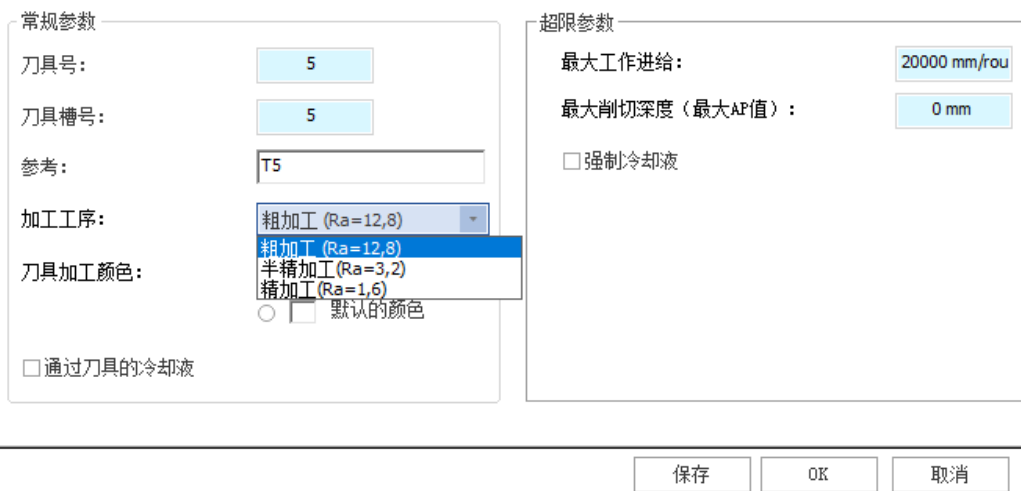 常规参数
刀具号：
5
刀具槽号：
5
参考：
T5
加工工序：
粗加工 (Ra=12,8)
粗加工 (Ra=12,8)
半精加工(Ra=3,2)
精加工(Ra=1,6)
刀具加工颜色：
默认的颜色
通过刀具的冷却液
超限参数
最大工作进给：
20000 mm/rou
最大削切深度（最大AP值）：
0 mm
强制冷却液
保存
OK
取消